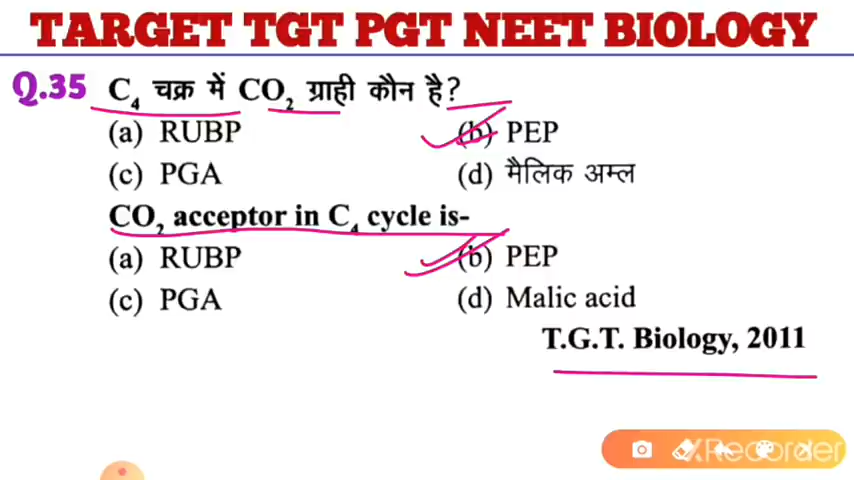 TARGET TGT PGT NEET BIOLOGY
Q.35 C₄ चक्र में CO₂ ग्राही कौन है?
(a) RUBP (b) PEP
(c) PGA (d) मैलिक अम्ल
CO₂ acceptor in C₄ cycle is-
(a) RUBP (b) PEP
(c) PGA (d) Malic acid
T.G.T. Biology, 2011
XRecorder